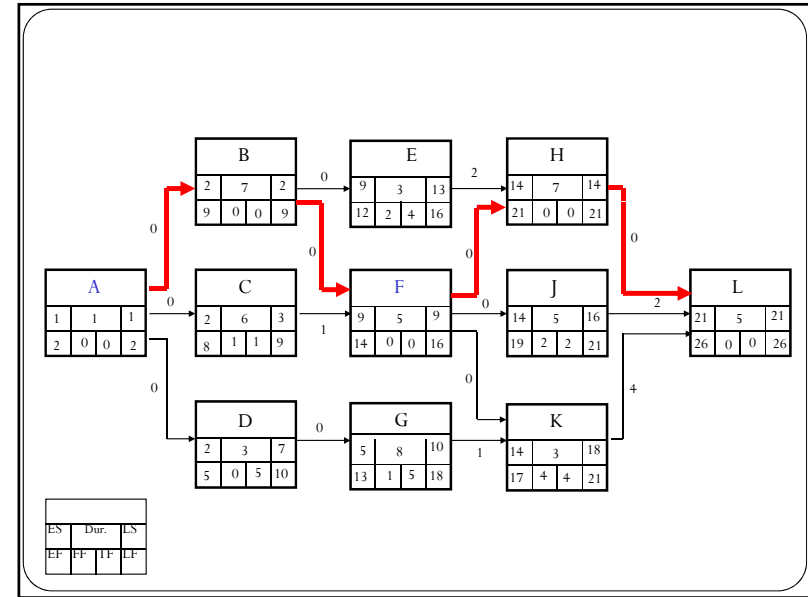 B
2 7 2
9 0 0 9
0
E
9 3 13
12 2 4 16
2
H
14 7 14
21 0 0 21
0
0
0
0
A
1 1 1
2 0 0 2
0
C
2 6 3
8 1 1 9
1
F
9 5 9
14 0 0 16
0
J
14 5 16
19 2 2 21
2
L
21 5 21
26 0 0 26
0
0
4
D
2 3 7
5 0 5 10
0
G
5 8 10
13 1 5 18
1
K
14 3 18
17 4 4 21
ES Dur. LS
EF FF TF LF